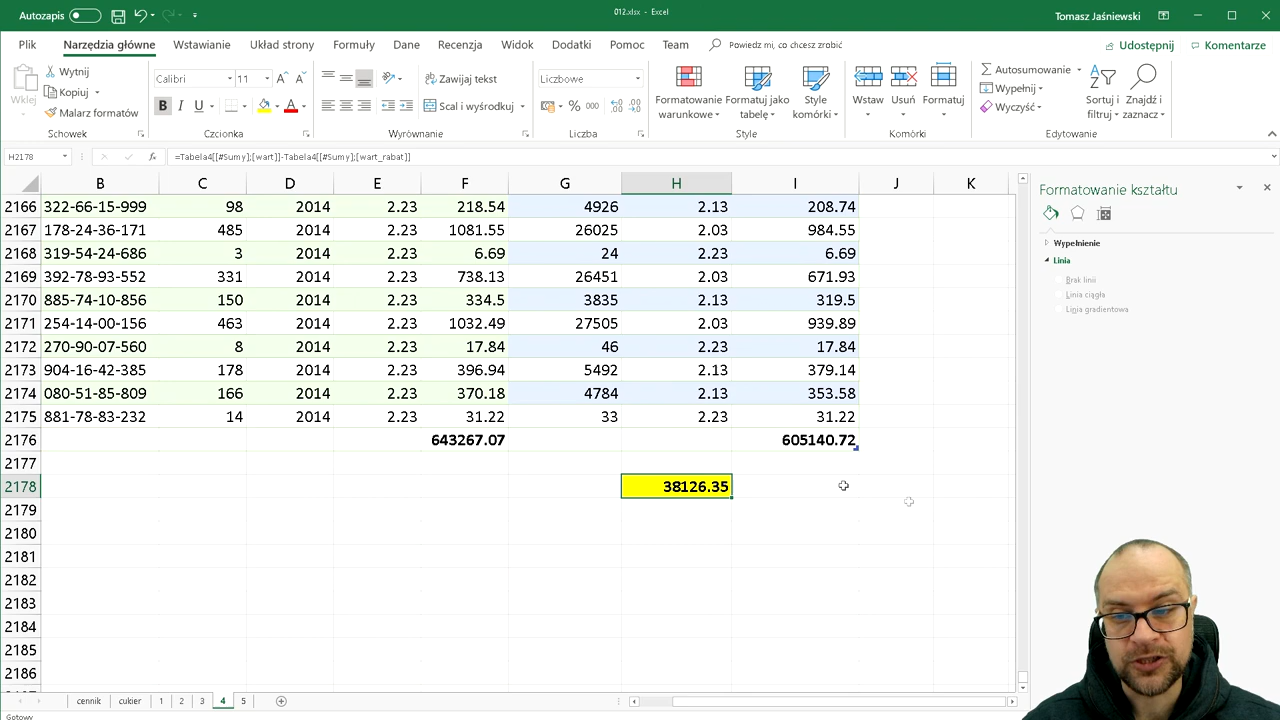 Autozapis
012.xlsx - Excel
Tomasz Jaśniewski
Plik Narzędzia główne Wstawianie Układ strony Formuły Dane Recenzja Widok Dodatki Pomoc Team Powiedz mi, co chcesz zrobić Udostępnij Komentarze
Wklej
Wytnij
Kopiuj
Malarz formatów
Schowek
Calibri 11
B I U
Czcionka
Zawijaj tekst
Scal i wyśrodkuj
Wyrównanie
Liczbowe
% 000
Liczba
Formatowanie warunkowe
Formatuj jako tabelę
Style komórki
Style
Wstaw
Usuń
Formatuj
Komórki
Autosumowanie
Wypełnij
Wyczyść
Sortuj i filtruj
Znajdź i zaznacz
Edytowanie
H2178 fx =Tabela4[[#Sumy];[wart]]-Tabela4[[#Sumy];[wart_rabat]]
B C D E F G H I J K
2166 322-66-15-999 98 2014 2.23 218.54 4926 2.13 208.74
2167 178-24-36-171 485 2014 2.23 1081.55 26025 2.03 984.55
2168 319-54-24-686 3 2014 2.23 6.69 24 2.23 6.69
2169 392-78-93-552 331 2014 2.23 738.13 26451 2.03 671.93
2170 885-74-10-856 150 2014 2.23 334.5 3835 2.13 319.5
2171 254-14-00-156 463 2014 2.23 1032.49 27505 2.03 939.89
2172 270-90-07-560 8 2014 2.23 17.84 46 2.23 17.84
2173 904-16-42-385 178 2014 2.23 396.94 5492 2.13 379.14
2174 080-51-85-809 166 2014 2.23 370.18 4784 2.13 353.58
2175 881-78-83-232 14 2014 2.23 31.22 33 2.23 31.22
2176 643267.07 605140.72
2177
2178 38126.35
2179
2180
2181
2182
2183
2184
2185
2186
cennik cukier 1 2 3 4 5
Gotowy
Formatowanie kształtu
Wypełnienie
Linia
Brak linii
Linia ciągła
Linia gradientowa